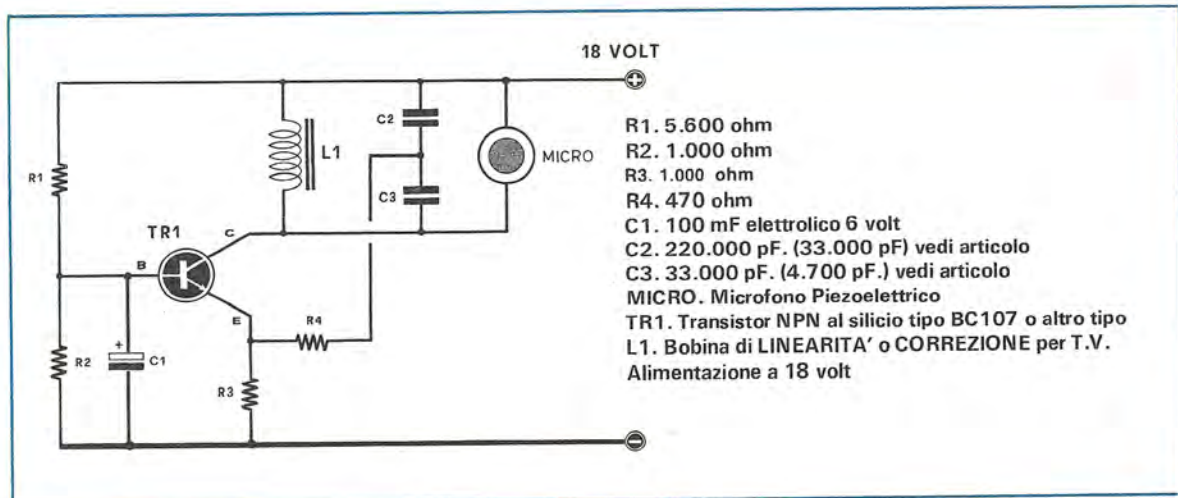 18 VOLT
R1
R2
+
C1
TR1
B
C
E
L1
R3
R4
C2
C3
MICRO
R1. 5.600 ohm
R2. 1.000 ohm
R3. 1.000 ohm
R4. 470 ohm
C1. 100 mF elettrolico 6 volt
C2. 220.000 pF. (33.000 pF) vedi articolo
C3. 33.000 pF. (4.700 pF.) vedi articolo
MICRO. Microfono Piezoelettrico
TR1. Transistor NPN al silicio tipo BC107 o altro tipo
L1. Bobina di LINEARITA' o CORREZIONE per T.V.
Alimentazione a 18 volt